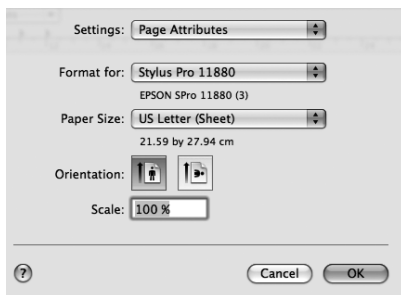 Settings: Page Attributes
Format for: Stylus Pro 11880
EPSON SPro 11880 (3)
Paper Size: US Letter (Sheet)
21.59 by 27.94 cm
Orientation:
Scale: 100 %
? Cancel OK